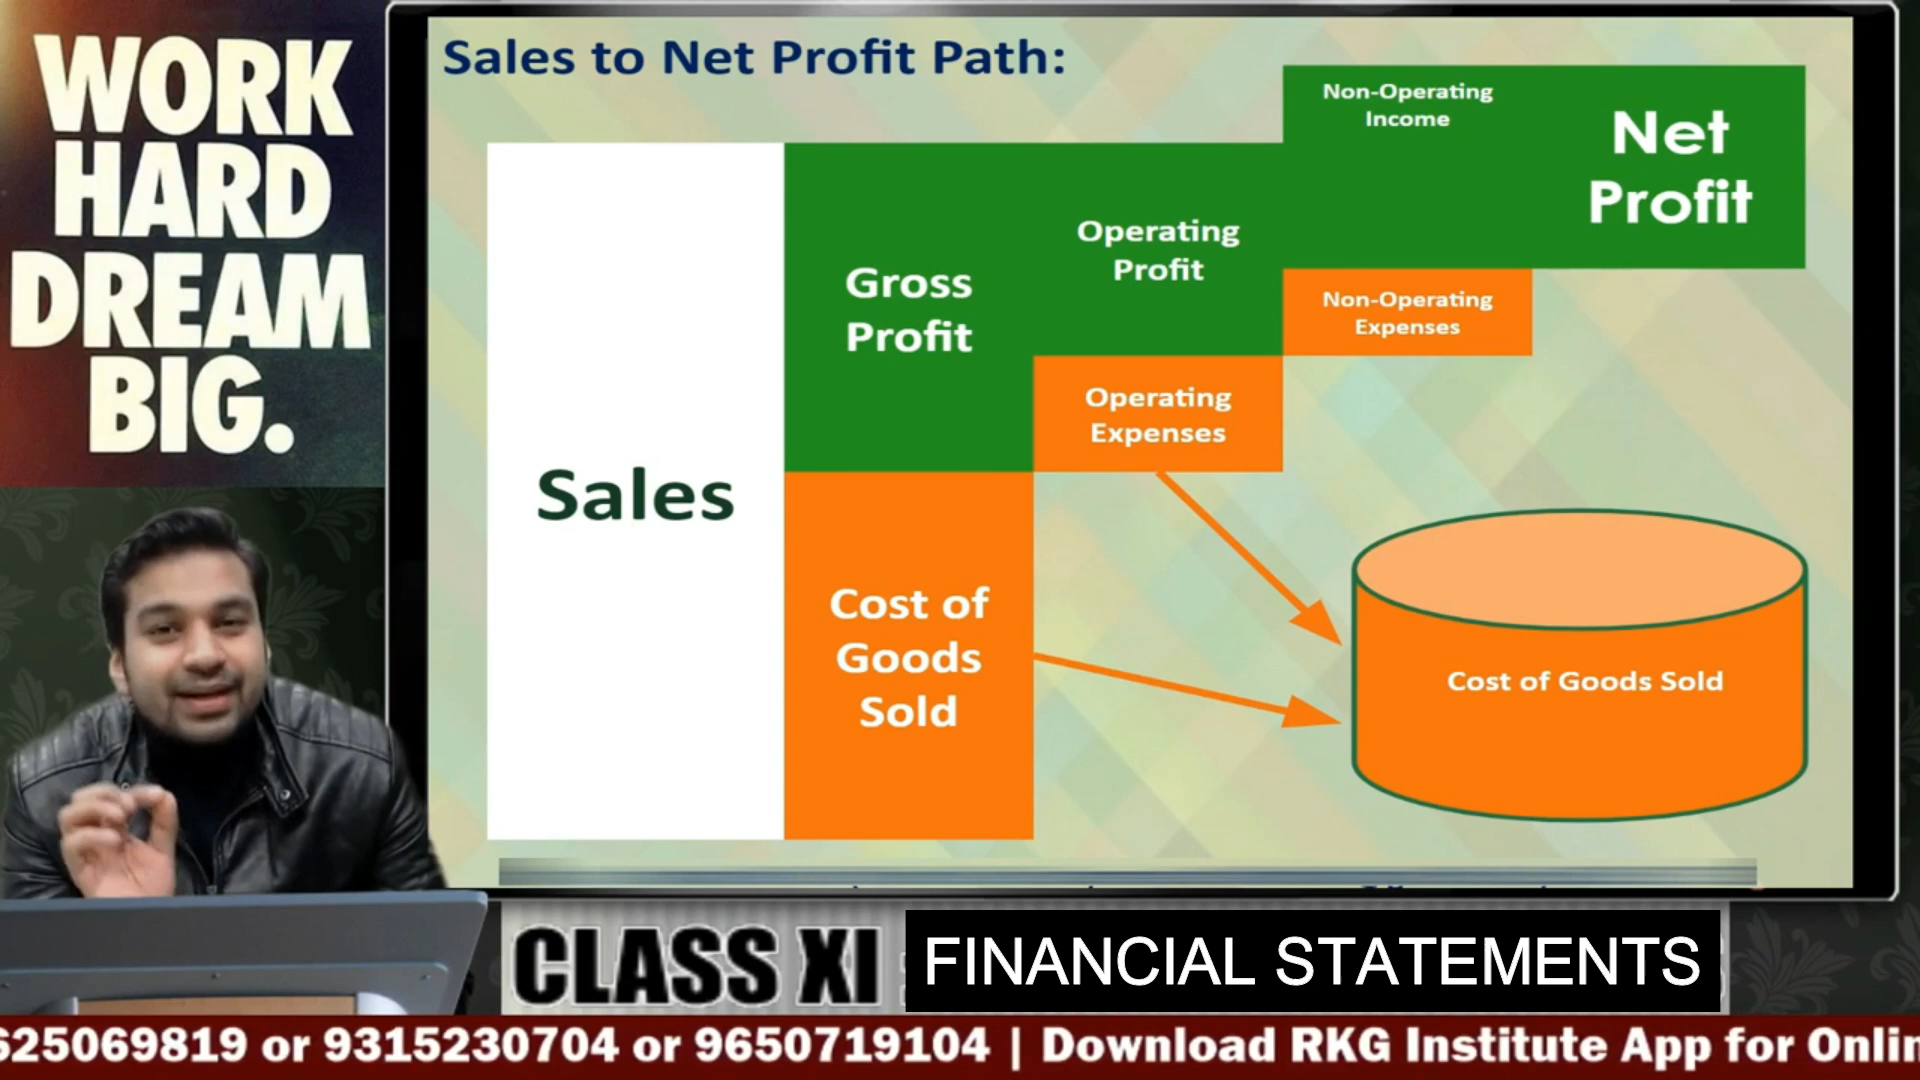 WORK
HARD
DREAM
BIG.
Sales to Net Profit Path:
Sales
Gross
Profit
Cost of
Goods
Sold
Operating
Profit
Operating
Expenses
Non-Operating
Income
Non-Operating
Expenses
Net
Profit
Cost of Goods Sold
CLASS XI
FINANCIAL STATEMENTS
625069819 or 9315230704 or 9650719104 | Download RKG Institute App for Onlin